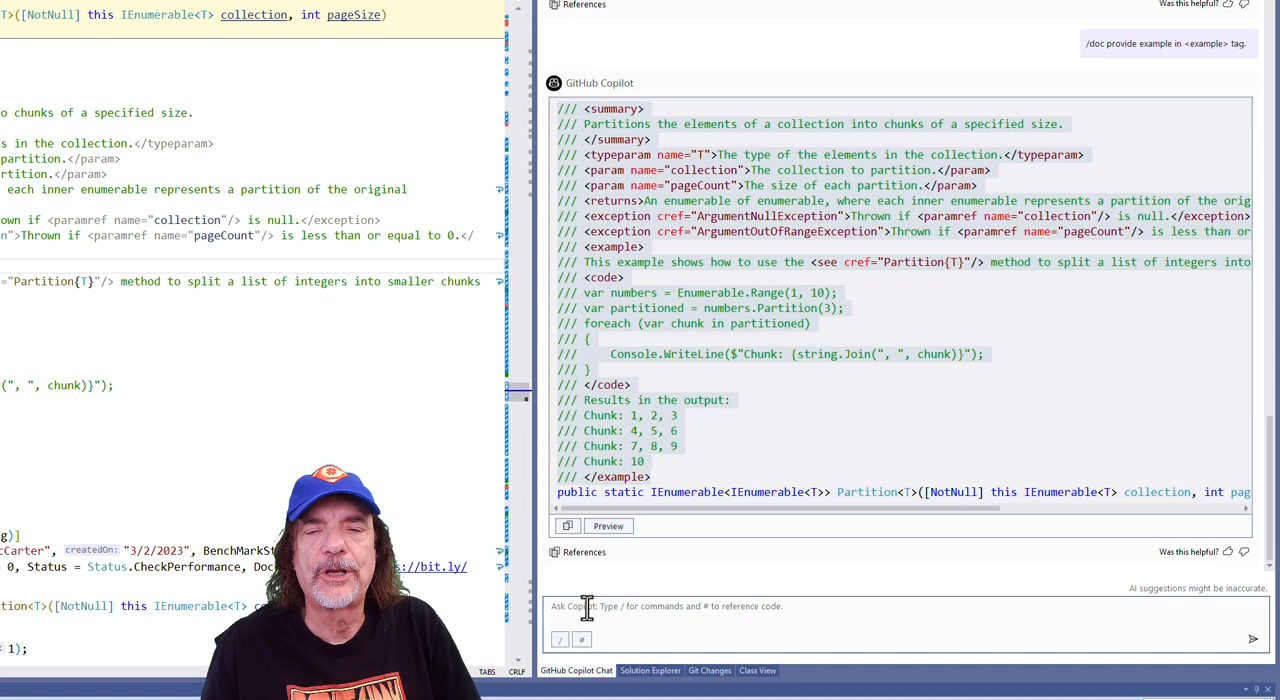 T>([NotNull] this IEnumerable<T> collection, int pageSize)
o chunks of a specified size.
s in the collection.</typeparam>
partition.</param>
rtition.</param>
each inner enumerable represents a partition of the original
own if <paramref name="collection"/> is null.</exception>
n">Thrown if <paramref name="pageCount"/> is less than or equal to 0.</
="Partition{T}"/> method to split a list of integers into smaller chunks
(", ", chunk)}");
g)]
cCarter", createdOn: "3/2/2023", BenchMarkSt
= 0, Status = Status.CheckPerformance, Doc s://bit.ly/
tion<T>([NotNull] this IEnumerable<T> c
= 1);
TABS CRLF
References
Was this helpful?
/doc provide example in <example> tag.
GitHub Copilot
/// <summary>
/// Partitions the elements of a collection into chunks of a specified size.
/// </summary>
/// <typeparam name="T">The type of the elements in the collection.</typeparam>
/// <param name="collection">The collection to partition.</param>
/// <param name="pageCount">The size of each partition.</param>
/// <returns>An enumerable of enumerable, where each inner enumerable represents a partition of the orig
/// <exception cref="ArgumentNullException">Thrown if <paramref name="collection"/> is null.</exception>
/// <exception cref="ArgumentOutOfRangeException">Thrown if <paramref name="pageCount"/> is less than or
/// <example>
/// This example shows how to use the <see cref="Partition{T}"/> method to split a list of integers into
/// <code>
/// var numbers = Enumerable.Range(1, 10);
/// var partitioned = numbers.Partition(3);
/// foreach (var chunk in partitioned)
/// {
///     Console.WriteLine($"Chunk: {string.Join(", ", chunk)}");
/// }
/// </code>
/// Results in the output:
/// Chunk: 1, 2, 3
/// Chunk: 4, 5, 6
/// Chunk: 7, 8, 9
/// Chunk: 10
/// </example>
public static IEnumerable<IEnumerable<T>> Partition<T>([NotNull] this IEnumerable<T> collection, int pag
Preview
References
Was this helpful?
AI suggestions might be inaccurate.
Ask Copilot: Type / for commands and # to reference code.
/ #
GitHub Copilot Chat Solution Explorer Git Changes Class View